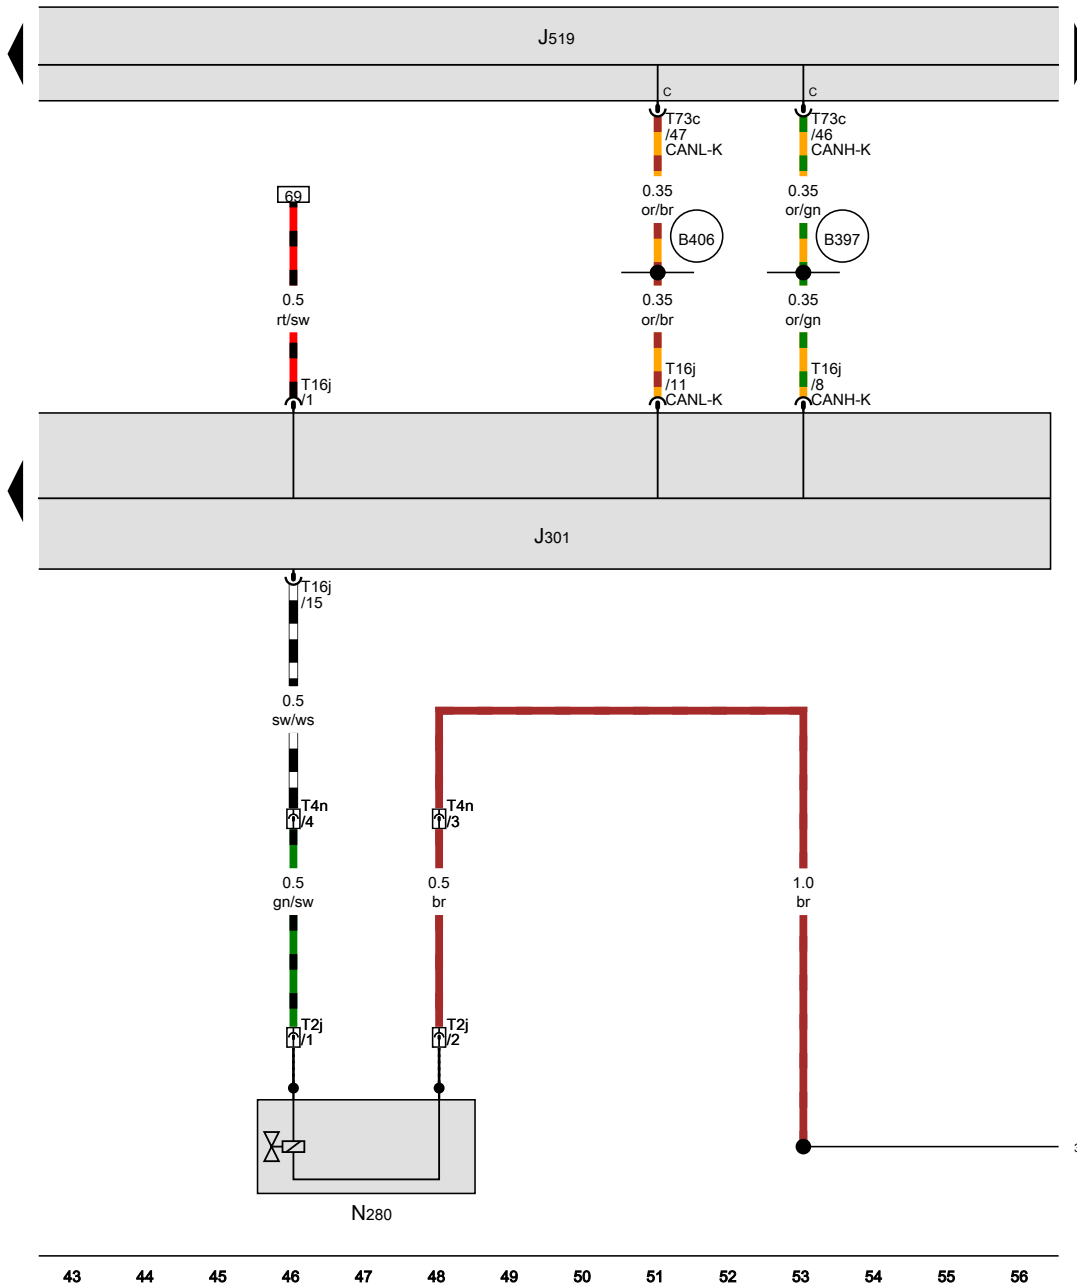 J519
C
C
T73c
/47
CANL-K
T73c
/46
CANH-K
69
0.35
or/br
0.35
or/gn
B406
B397
0.5
rt/sw
0.35
or/br
0.35
or/gn
T16j
/1
T16j
/11
CANL-K
T16j
/8
CANH-K
J301
T16j
/15
0.5
sw/ws
T4n
/4
T4n
/3
0.5
gn/sw
0.5
br
1.0
br
T2j
/1
T2j
/2
N280
43 44 45 46 47 48 49 50 51 52 53 54 55 56